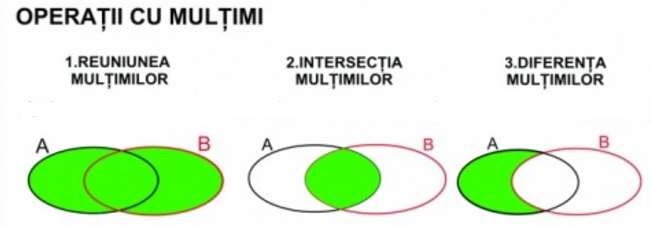 OPERAȚII CU MULȚIMI
1.REUNIUNEA
MULȚIMILOR
2.INTERSECȚIA
MULȚIMILOR
3.DIFERENȚA
MULȚIMILOR
A B
A B
A B